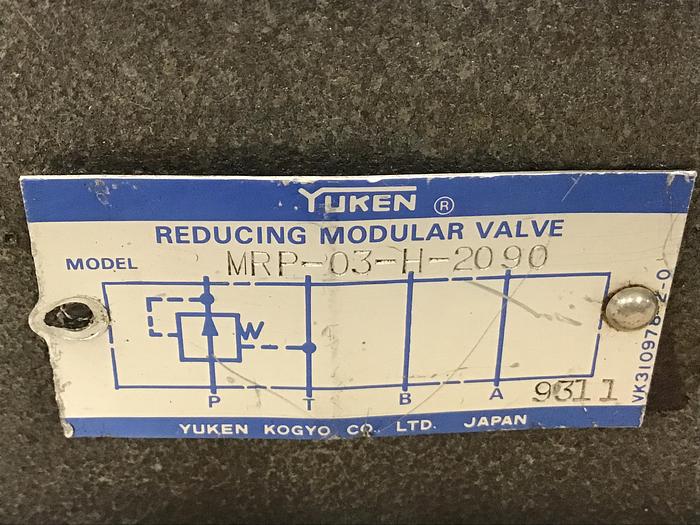 YUKEN ®
REDUCING MODULAR VALVE
MODEL MRP-03-H-2090
W
P T B A 9311
YUKEN KOGYO CO., LTD. JAPAN